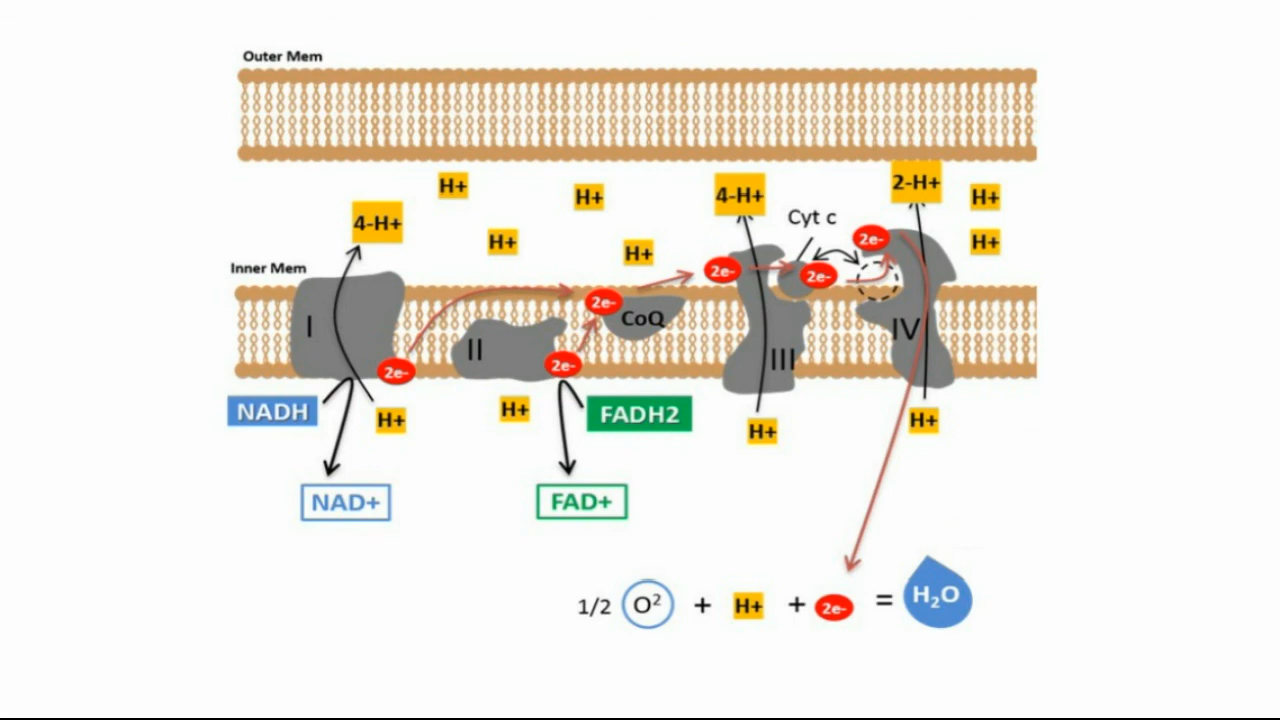 Outer Mem
H+
H+
4-H+
2-H+
H+
4-H+
Cyt c
H+
H+
2e-
H+
Inner Mem
2e-
2e-
2e-
I
II
CoQ
III
IV
2e-
2e-
NADH
H+
H+
FADH2
H+
H+
NAD+
FAD+
1/2 O² + H+ + 2e- = H₂O